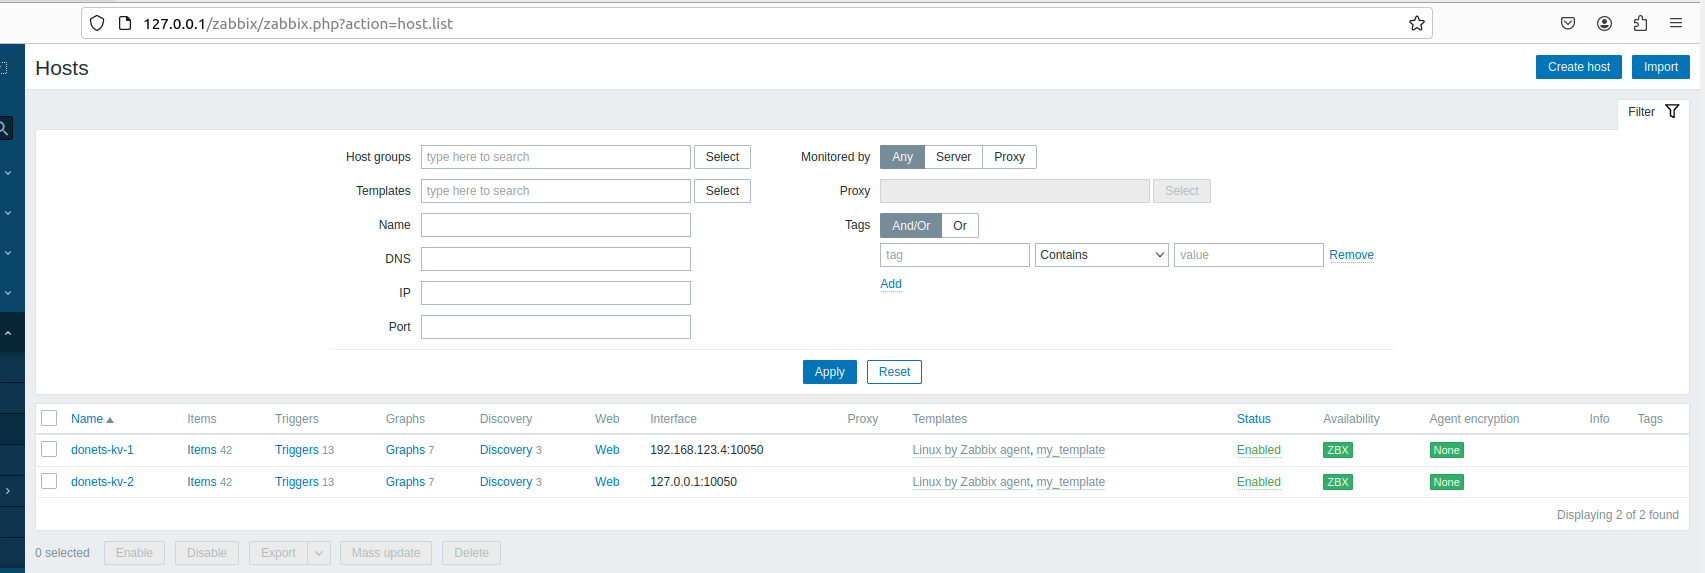 127.0.0.1/zabbix/zabbix.php?action=host.list
Hosts
Create host Import
Filter
Host groups type here to search Select Monitored by Any Server Proxy
Templates type here to search Select Proxy Select
Name Tags And/Or Or
DNS tag Contains value Remove
Add
IP
Port
Apply Reset
Name Items Triggers Graphs Discovery Web Interface Proxy Templates Status Availability Agent encryption Info Tags
donets-kv-1 Items 42 Triggers 13 Graphs 7 Discovery 3 Web 192.168.123.4:10050 Linux by Zabbix agent, my_template Enabled ZBX None
donets-kv-2 Items 42 Triggers 13 Graphs 7 Discovery 3 Web 127.0.0.1:10050 Linux by Zabbix agent, my_template Enabled ZBX None
Displaying 2 of 2 found
0 selected Enable Disable Export Mass update Delete